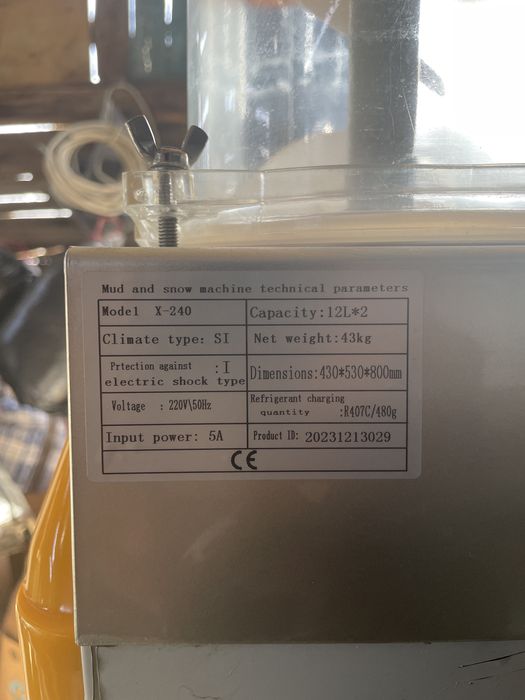 Mud and snow machine technical parameters
Model X-240
Capacity:12L*2
Climate type: SI
Net weight:43kg
Prtection against :I
electric shock type
Dimensions:430*530*800mm
Voltage : 220V\50Hz
Refrigerant charging
quantity :R407C/480g
Input power: 5A
Product ID: 20231213029
CE